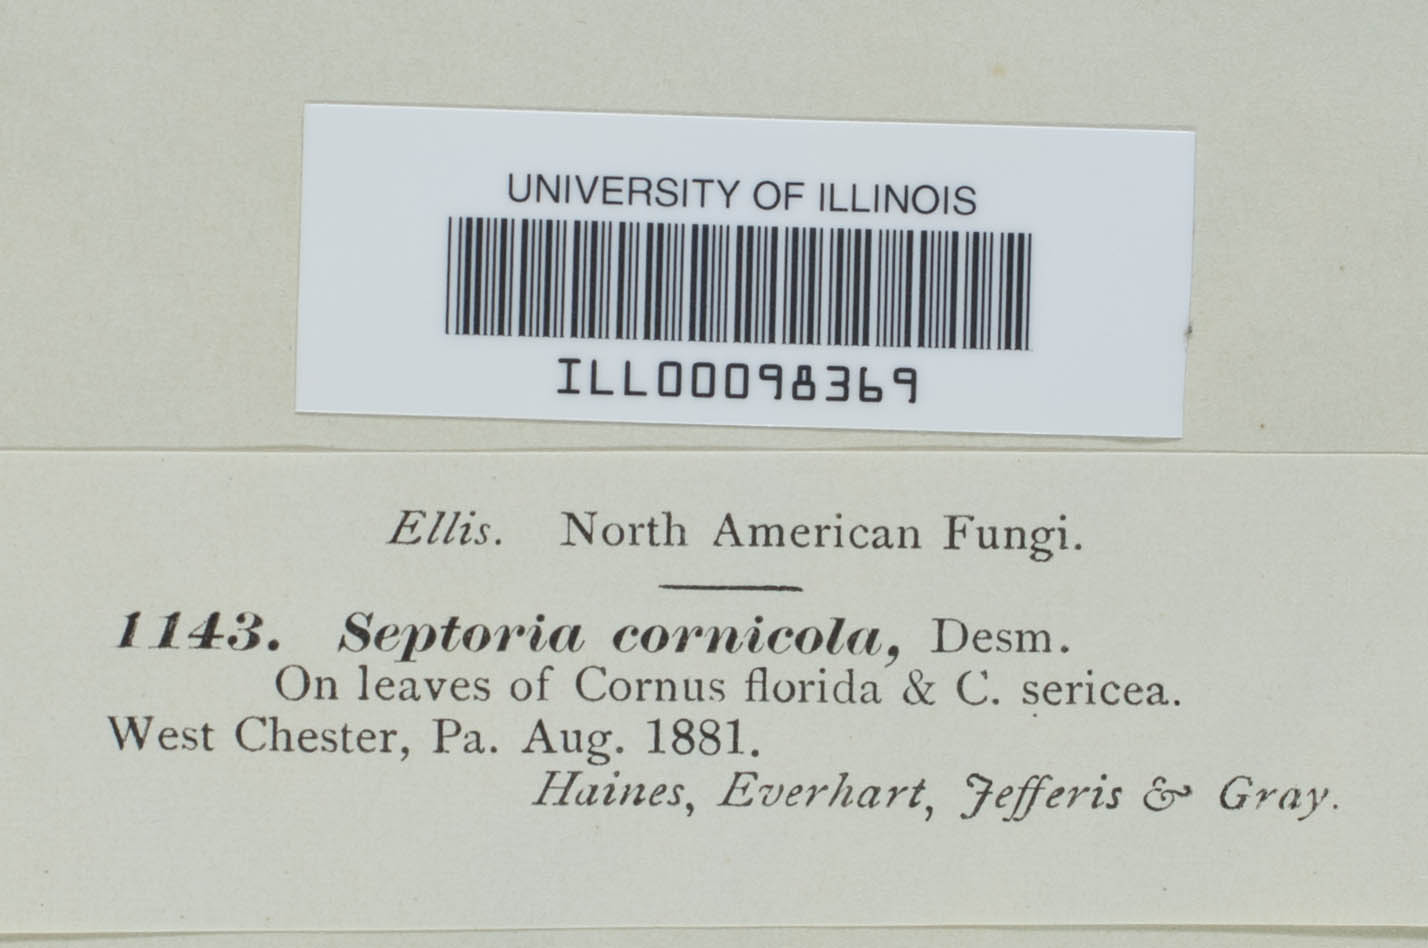 UNIVERSITY OF ILLINOIS
ILL00098369
Ellis. North American Fungi.
1143. Septoria cornicola, Desm.
On leaves of Cornus florida & C. sericea.
West Chester, Pa. Aug. 1881.
Haines, Everhart, Jefferis & Gray.